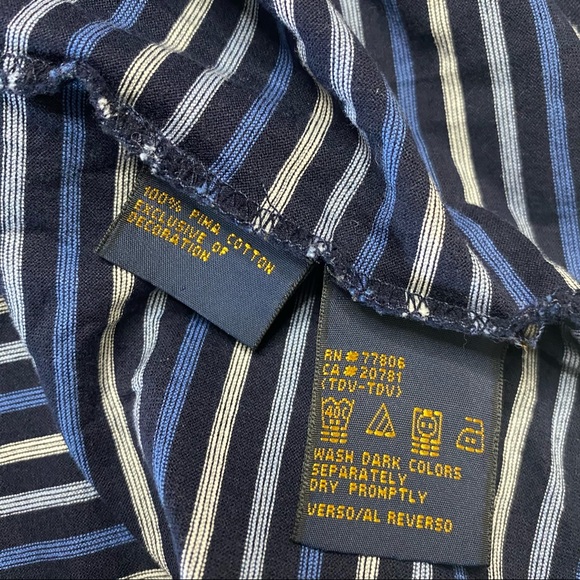 100% PIMA COTTON
EXCLUSIVE OF
DECORATION
RN#77806
CA#20781
(TDV-TDV)
40C
WASH DARK COLORS
SEPARATELY
DRY PROMPTLY
VERSO/AL REVERSO